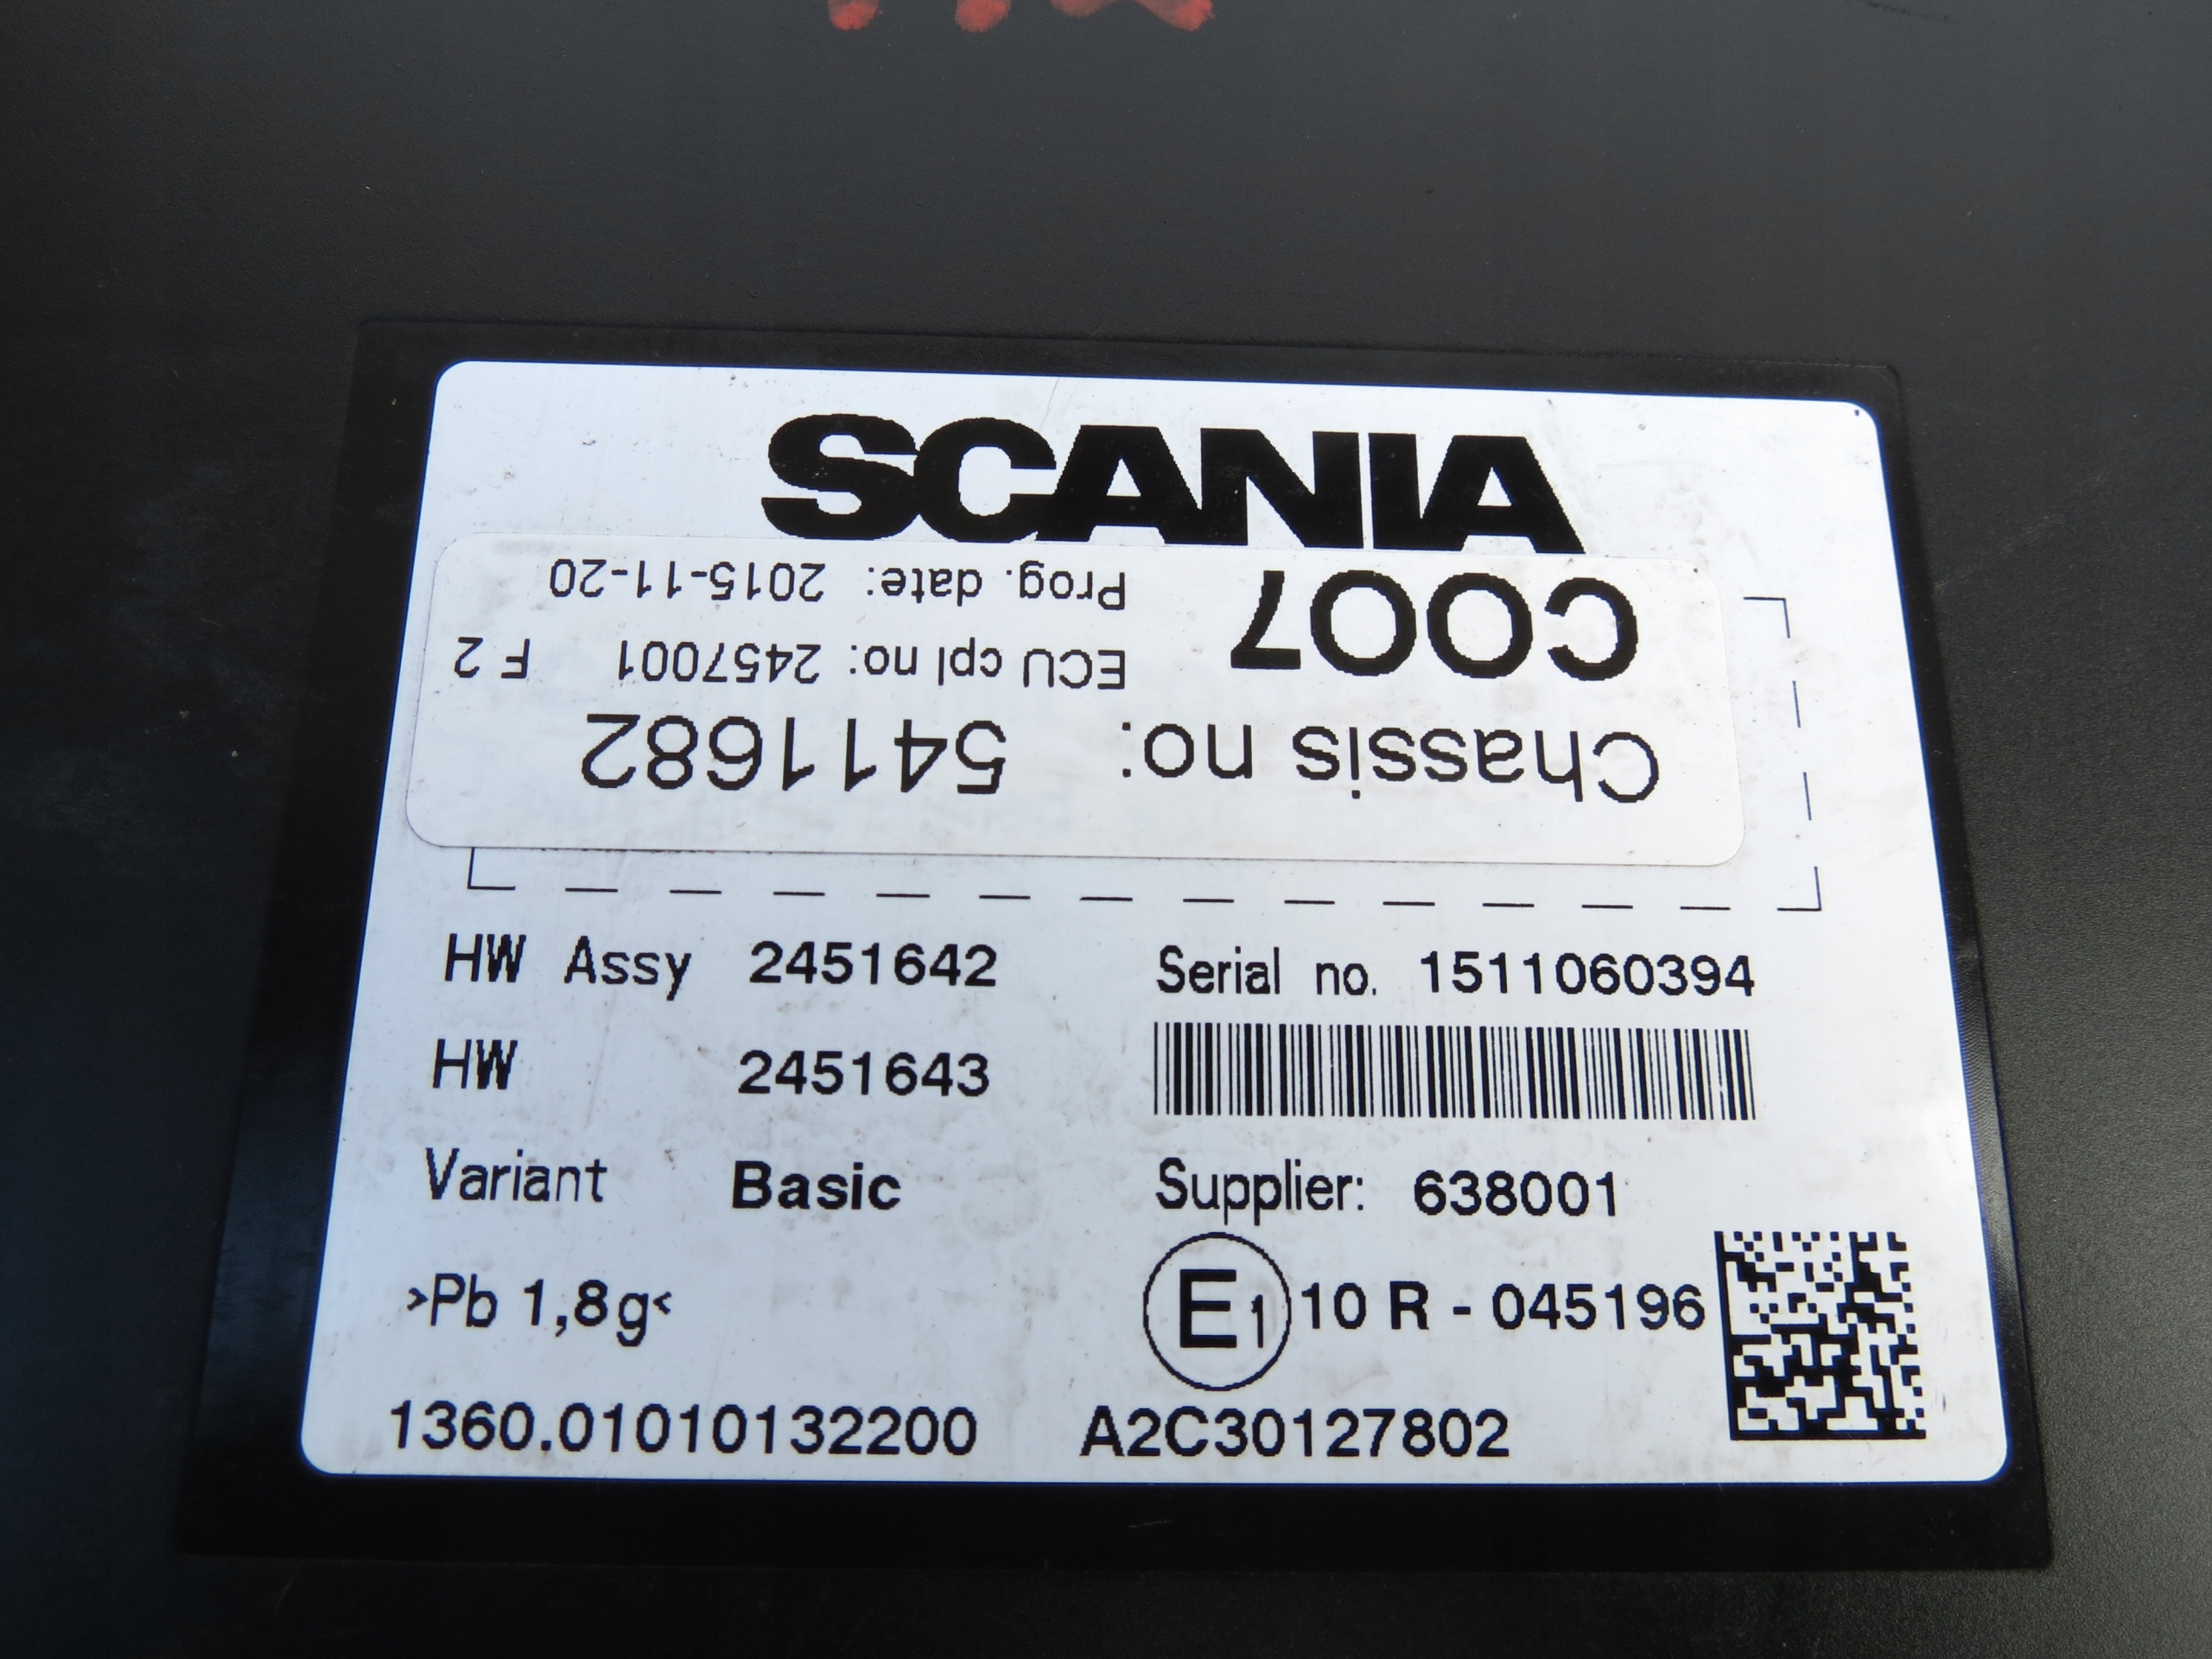 SCANIA
Chassis no: 5411682
COO7 ECU cpl no: 2457001 F 2
Prog. date: 2015-11-20
HW Assy 2451642 Serial no. 1511060394
HW 2451643
Variant Basic Supplier: 638001
>Pb 1,8g< E1 10 R - 045196
1360.01010132200 A2C30127802